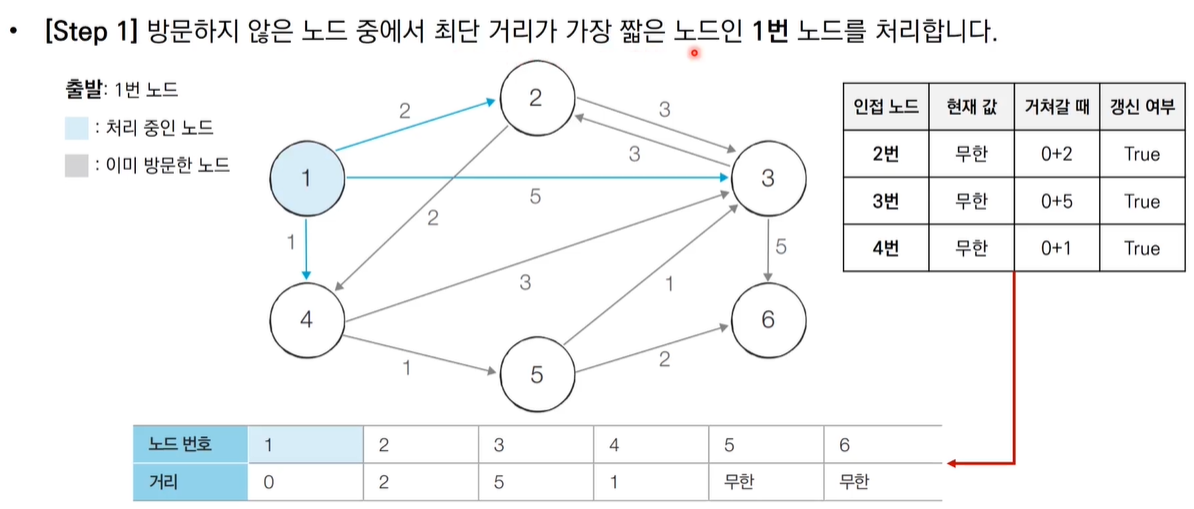 • [Step 1] 방문하지 않은 노드 중에서 최단 거리가 가장 짧은 노드인 1번 노드를 처리합니다.
출발: 1번 노드
: 처리 중인 노드
: 이미 방문한 노드
2
2
3
3
1
3
5
2
1
5
3
1
4
6
1
5
2
인접 노드 현재 값 거쳐갈 때 갱신 여부
2번 무한 0+2 True
3번 무한 0+5 True
4번 무한 0+1 True
노드 번호 1 2 3 4 5 6
거리 0 2 5 1 무한 무한